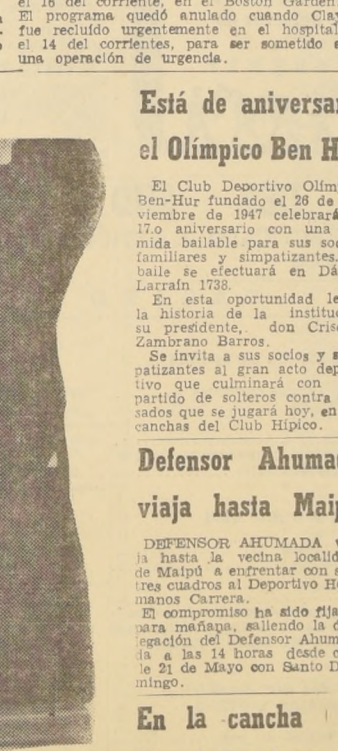 el 16 del corriente, en el Boston Garden
El programa quedó anulado cuando Clay
fue recluído urgentemente en el hospital
el 14 del corrientes, para ser sometido a
una operación de urgencia.
Está de aniversar
el Olímpico Ben H
El Club Deportivo Olím
Ben-Hur fundado el 26 de
viembre de 1947 celebrará
17.o aniversario con una
mida bailable para sus soc
familiares y simpatizantes.
baile se efectuará en Dá
Larraín 1738.
En esta oportunidad le
la historia de la institu
su presidente, don Cris
Zambrano Barros.
Se invita a sus socios y s
patizantes al gran acto dep
tivo que culminará con
partido de solteros contra
sados que se jugará hoy, en
canchas del Club Hípico.
Defensor Ahumad
viaja hasta Maip
DEFENSOR AHUMADA v
ja hasta la vecina localid
de Maipú a enfrentar con s
tres cuadros al Deportivo He
manos Carrera.
El compromiso ha sido fija
para mañana, saliendo la d
egación del Defensor Ahum
da a las 14 horas desde c
le 21 de Mayo con Santo D
mingo.
En la cancha